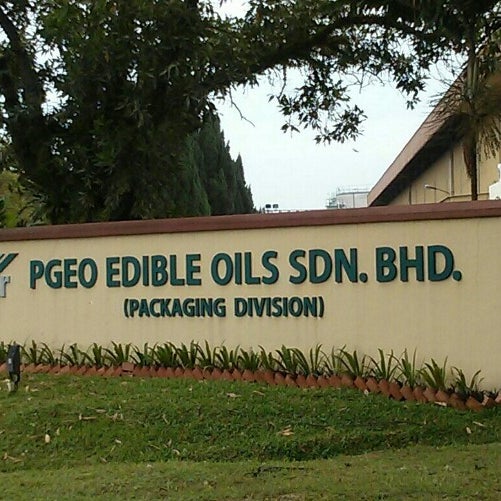 PGEO EDIBLE OILS SDN. BHD.
(PACKAGING DIVISION)